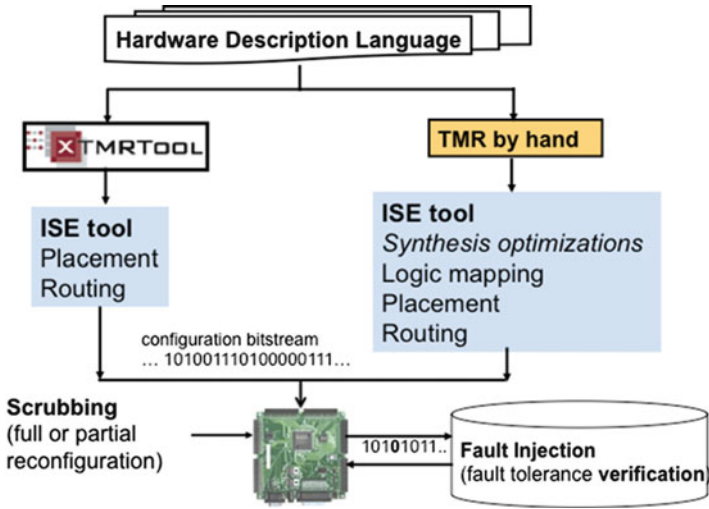 Hardware Description Language
XTMRTOOL
TMR by hand
ISE tool
Placement
Routing
ISE tool
Synthesis optimizations
Logic mapping
Placement
Routing
configuration bitstream
... 101001110100000111...
Scrubbing
(full or partial
reconfiguration)
10101011..
Fault Injection
(fault tolerance verification)